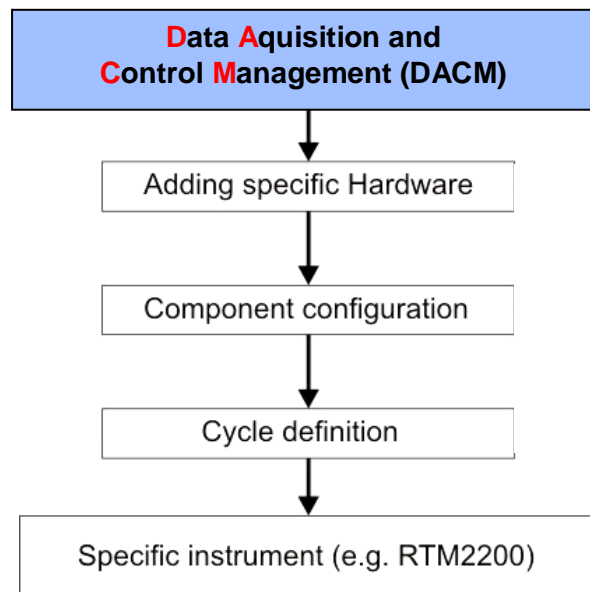 Data Aquisition and
Control Management (DACM)
Adding specific Hardware
Component configuration
Cycle definition
Specific instrument (e.g. RTM2200)